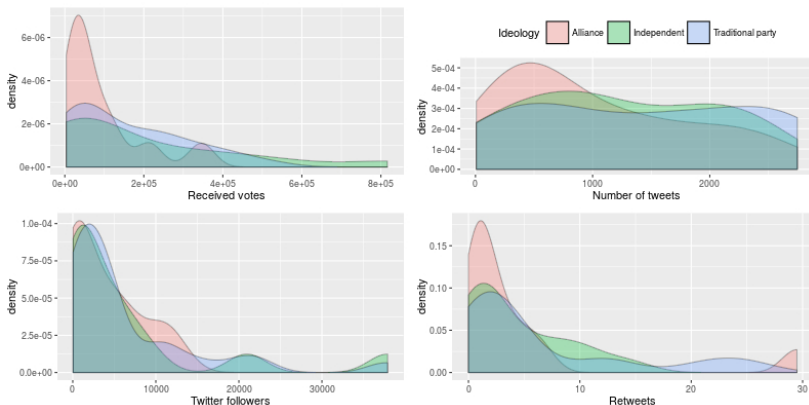 density
6e-06
4e-06
2e-06
0e+00
0e+00 2e+05 4e+05 6e+05 8e+05
Received votes
Ideology Alliance Independent Traditional party
density
5e-04
4e-04
3e-04
2e-04
1e-04
0e+00
0 1000 2000
Number of tweets
density
1.0e-04
7.5e-05
5.0e-05
2.5e-05
0.0e+00
0 10000 20000 30000
Twitter followers
density
0.15
0.10
0.05
0.00
0 10 20 30
Retweets